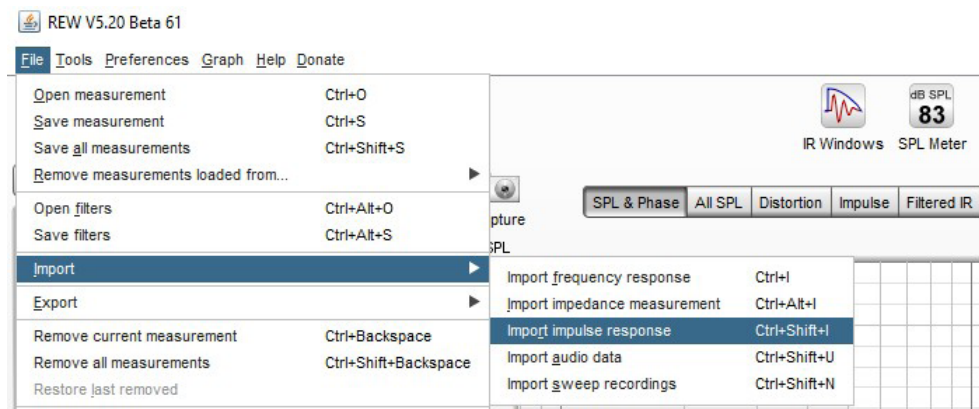 REW V5.20 Beta 61
File Tools Preferences Graph Help Donate
Open measurement Ctrl+O
Save measurement Ctrl+S
Save all measurements Ctrl+Shift+S
Remove measurements loaded from...
Open filters Ctrl+Alt+O
Save filters Ctrl+Alt+S
Import
Export
Remove current measurement Ctrl+Backspace
Remove all measurements Ctrl+Shift+Backspace
Restore last removed
dB SPL
83
IR Windows SPL Meter
pture
SPL & Phase All SPL Distortion Impulse Filtered IR
SPL
Import frequency response Ctrl+I
Import impedance measurement Ctrl+Alt+I
Import impulse response Ctrl+Shift+I
Import audio data Ctrl+Shift+U
Import sweep recordings Ctrl+Shift+N